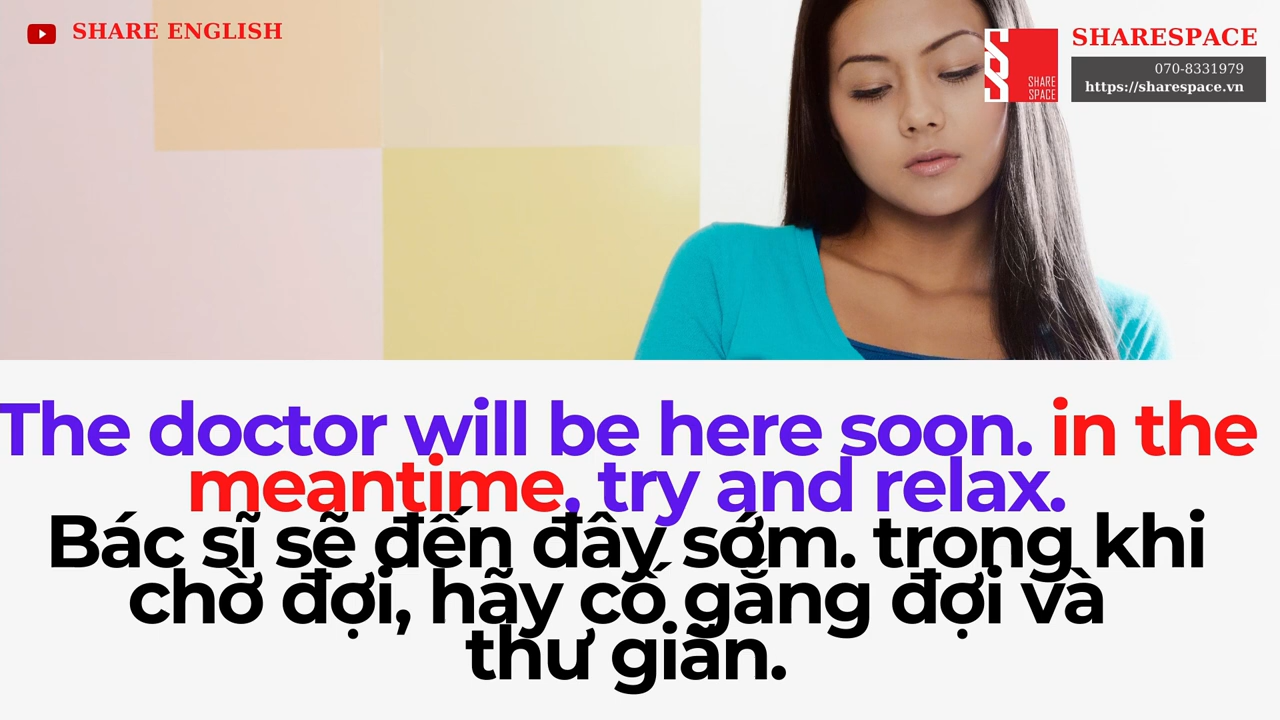 SHARE ENGLISH
SHARESPACE
070-8331979
https://sharespace.vn
SHARE
SPACE
The doctor will be here soon. in the
meantime. try and relax.
Bác sĩ sẽ đến đây sớm. trong khi
chờ đợi, hãy cố gắng đợi và
thư giãn.